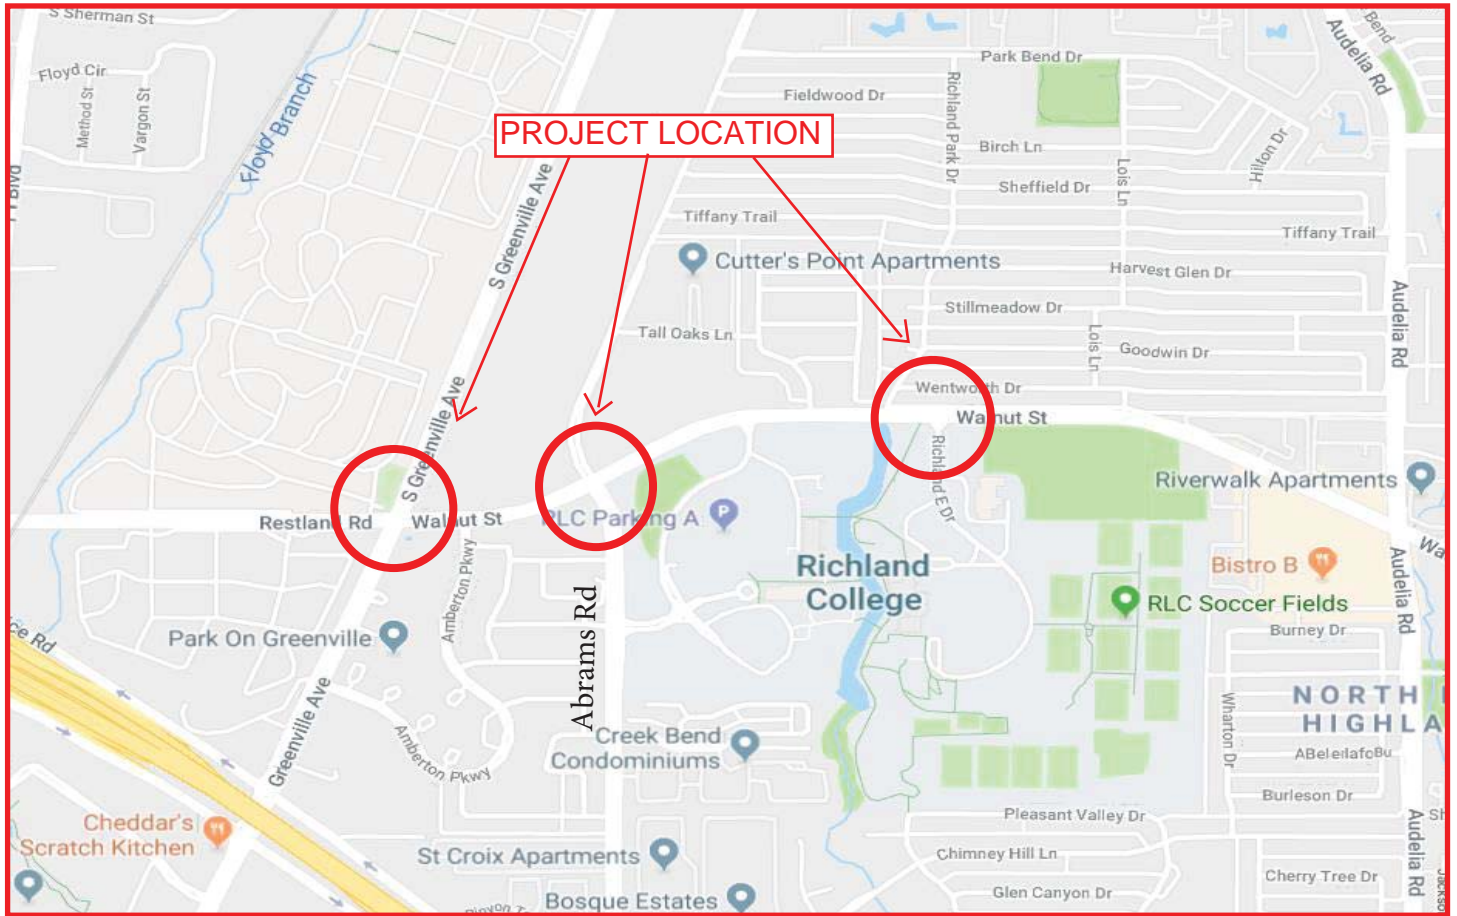 S Sherman St
Floyd Cir
Method St
Vargon St
Floyd Branch
PROJECT LOCATION
Park Bend Dr
Audelia Rd
Bend
Fieldwood Dr
Richland Park Dr
Birch Ln
Hilton Dr
Lois Ln
Sheffield Dr
S Greenville Ave
Tiffany Trail
Tiffany Trail
Cutter's Point Apartments
Harvest Glen Dr
Stillmeadow Dr
Audelia Rd
Tall Oaks Ln
Lois Ln
Goodwin Dr
Wentworth Dr
Walnut St
S Greenville Ave
Richland E Dr
Riverwalk Apartments
Restland Rd
Walnut St
RLC Parking A
P
Wa
Richland
College
Bistro B
Audelia Rd
Amberton Pkwy
RLC Soccer Fields
Abrams Rd
Burney Dr
Park On Greenville
ce Rd
NORTH
HIGHLA
Wharton Dr
Greenville Ave
Creek Bend
Condominiums
Amberton Pkwy
Burleson Dr
Pleasant Valley Dr
Cheddar's
Scratch Kitchen
Audelia Rd
Sh
St Croix Apartments
Chimney Hill Ln
Cherry Tree Dr
Glen Canyon Dr
Bosque Estates
Jackso